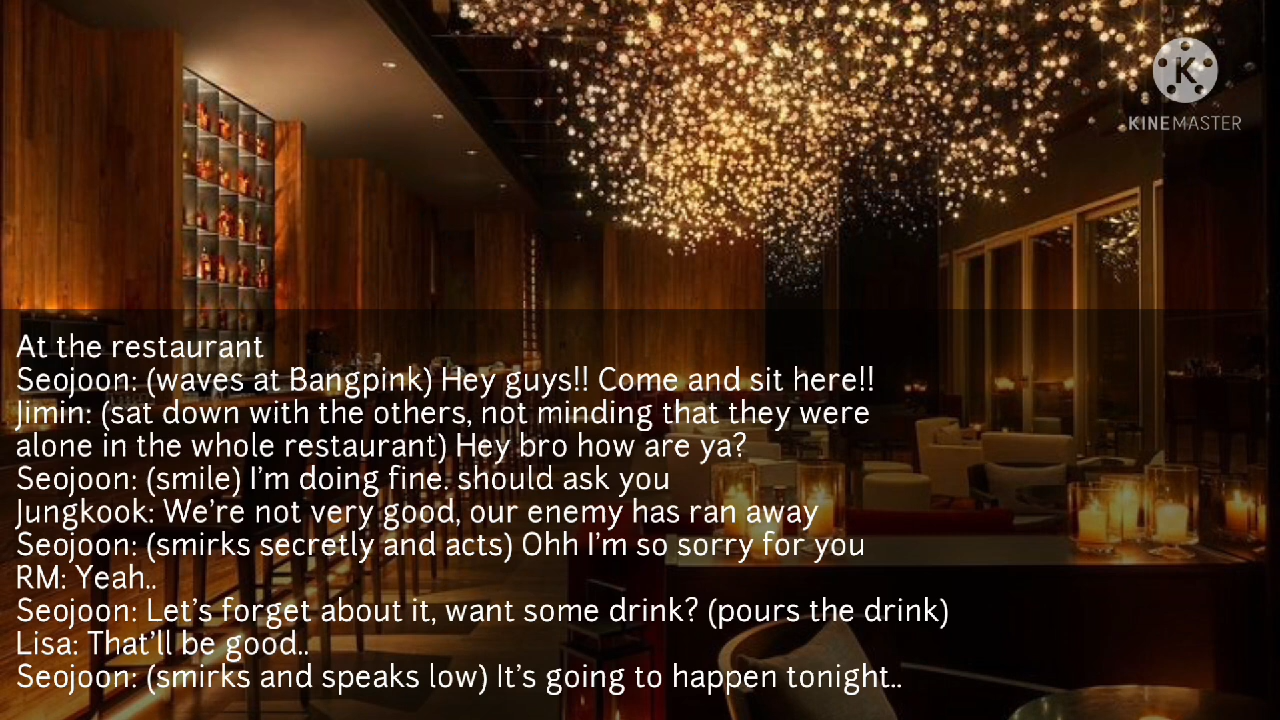 KINEMASTER
At the restaurant
Seojoon: (waves at Bangpink) Hey guys!! Come and sit here!!
Jimin: (sat down with the others, not minding that they were
alone in the whole restaurant) Hey bro how are ya?
Seojoon: (smile) I'm doing fine. should ask you
Jungkook: We're not very good, our enemy has ran away
Seojoon: (smirks secretly and acts) Ohh I'm so sorry for you
RM: Yeah..
Seojoon: Let's forget about it, want some drink? (pours the drink)
Lisa: That'll be good..
Seojoon: (smirks and speaks low) It's going to happen tonight..